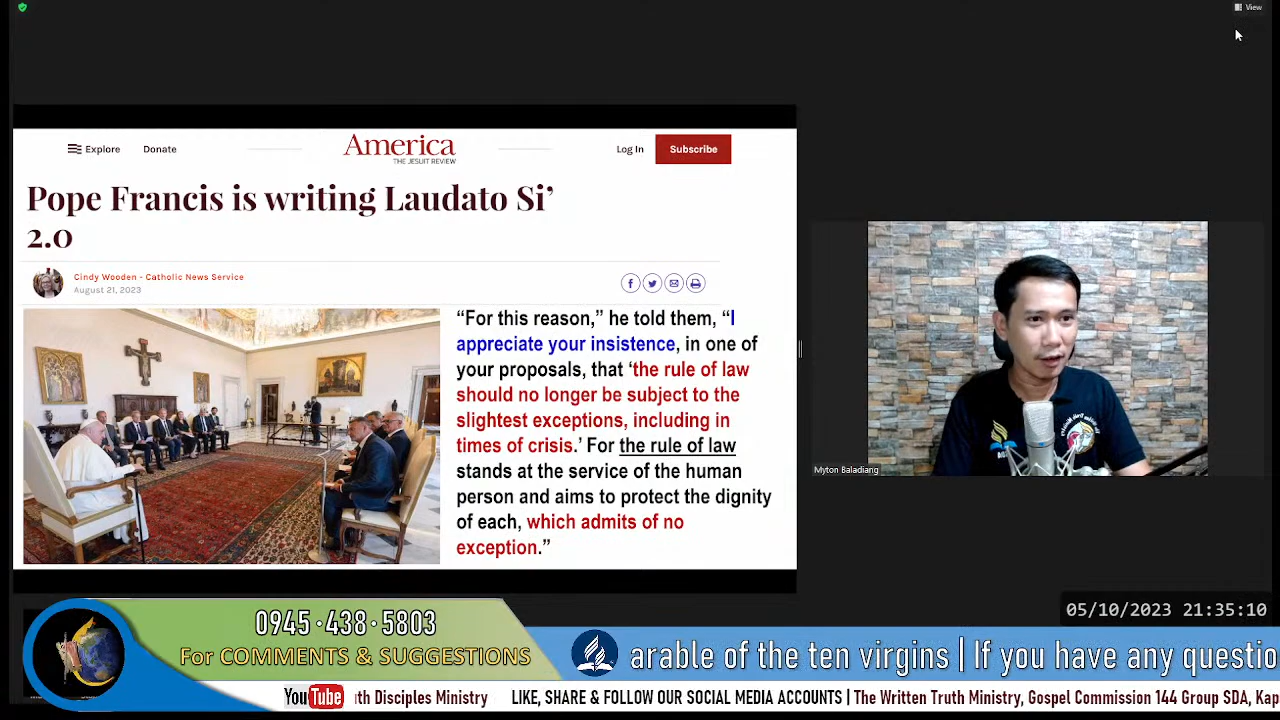 View
Explore
Donate
America
THE JESUIT REVIEW
Log In
Subscribe
Pope Francis is writing Laudato Si’
2.0
Cindy Wooden - Catholic News Service
August 21, 2023
“For this reason,” he told them, “I
appreciate your insistence, in one of
your proposals, that ‘the rule of law
should no longer be subject to the
slightest exceptions, including in
times of crisis.’ For the rule of law
stands at the service of the human
person and aims to protect the dignity
of each, which admits of no
exception.”
Myton Baladiang
05/10/2023 21:35:10
0945·438·5803
For COMMENTS & SUGGESTIONS
arable of the ten virgins | If you have any questio
YouTube
th Disciples Ministry LIKE, SHARE & FOLLOW OUR SOCIAL MEDIA ACCOUNTS | The Written Truth Ministry, Gospel Commission 144 Group SDA, Kap